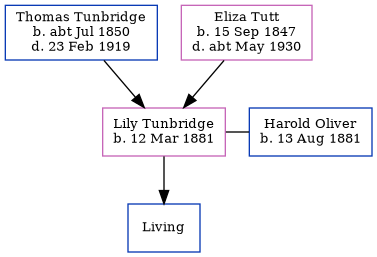 Thomas Tunbridge
b. abt Jul 1850
d. 23 Feb 1919
Eliza Tutt
b. 15 Sep 1847
d. abt May 1930
Lily Tunbridge
b. 12 Mar 1881
Harold Oliver
b. 13 Aug 1881
Living